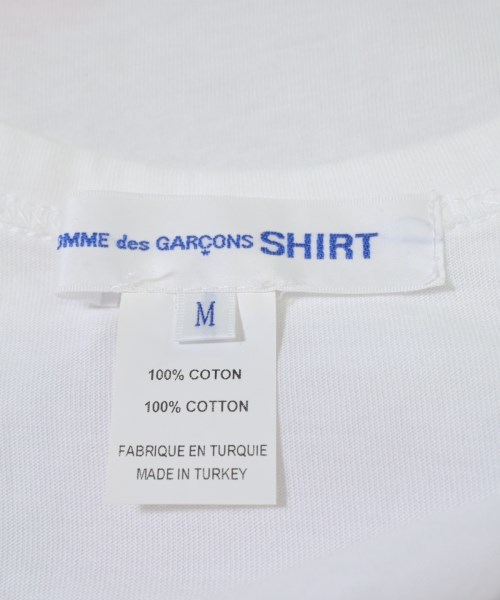 OMME des GARÇONS SHIRT
M
100% COTON
100% COTTON
FABRIQUE EN TURQUIE
MADE IN TURKEY